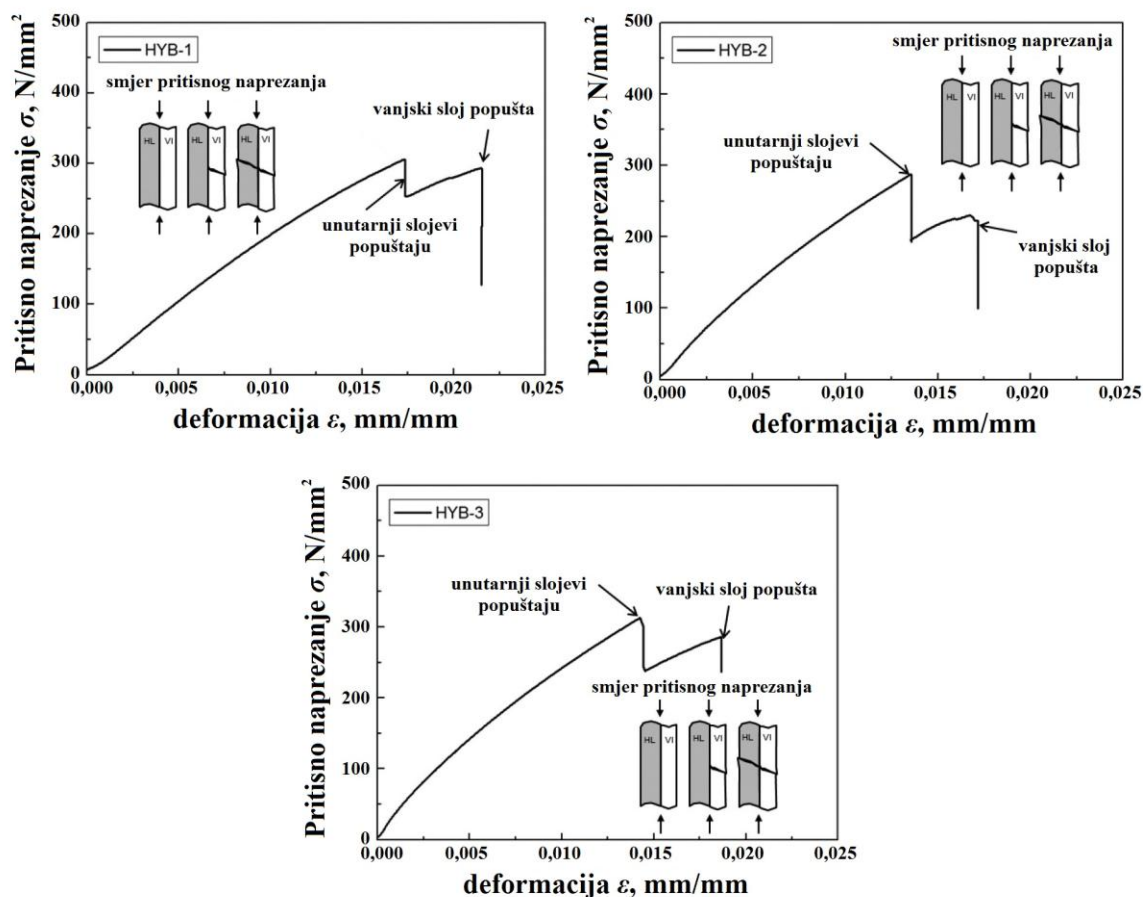 Pritisno naprezanje σ, N/mm²
500
400
300
200
100
0
HYB-1
smjer pritisnog naprezanja
HL VI
vanjski sloj popušta
unutarnji slojevi
popuštaju
0,000 0,005 0,010 0,015 0,020 0,025
deformacija ε, mm/mm
Pritisno naprezanje σ, N/mm²
500
400
300
200
100
0
HYB-2
smjer pritisnog naprezanja
HL VI HL VI HL VI
unutarnji slojevi
popuštaju
vanjski sloj
popušta
0,000 0,005 0,010 0,015 0,020 0,025
deformacija ε, mm/mm
Pritisno naprezanje σ, N/mm²
500
400
300
200
100
0
HYB-3
unutarnji slojevi
popuštaju
vanjski sloj popušta
smjer pritisnog naprezanja
HL VI HL VI HL VI
0,000 0,005 0,010 0,015 0,020 0,025
deformacija ε, mm/mm